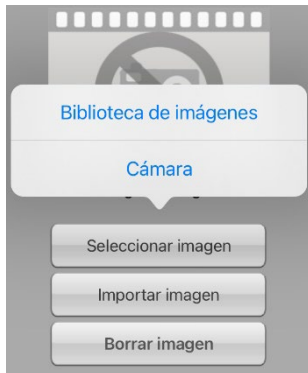 Biblioteca de imágenes
Cámara
Seleccionar imagen
Importar imagen
Borrar imagen